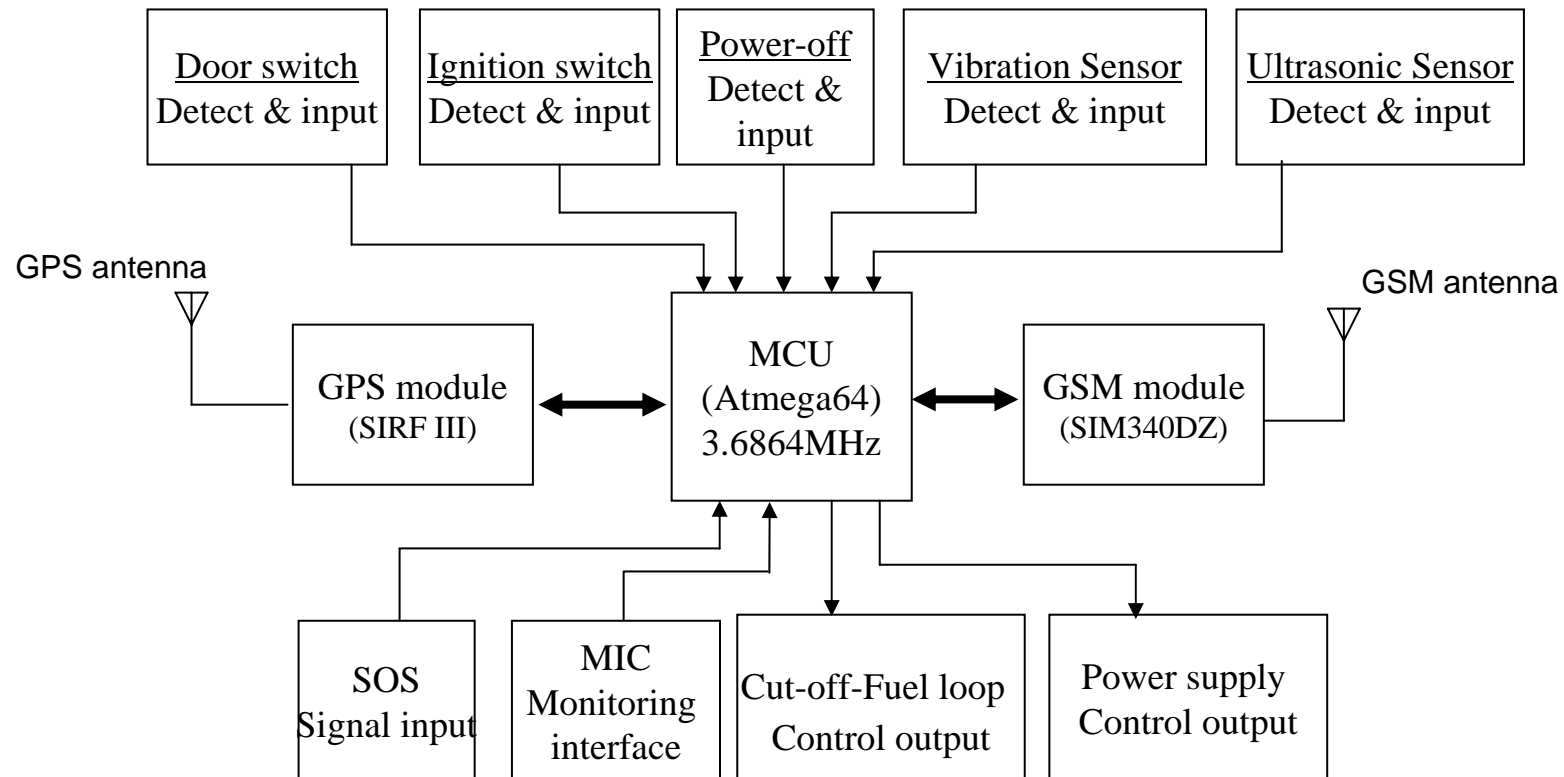 Door switch
Detect & input
Ignition switch
Detect & input
Power-off
Detect &
input
Vibration Sensor
Detect & input
Ultrasonic Sensor
Detect & input
GPS antenna
GSM antenna
GPS module
(SIRF III)
MCU
(Atmega64)
3.6864MHz
GSM module
(SIM340DZ)
SOS
Signal input
MIC
Monitoring
interface
Cut-off-Fuel loop
Control output
Power supply
Control output